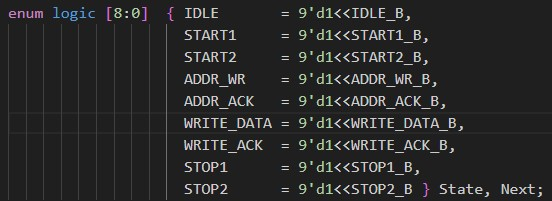 enum logic [8:0]  { IDLE       = 9'd1<<IDLE_B,
                    START1     = 9'd1<<START1_B,
                    START2     = 9'd1<<START2_B,
                    ADDR_WR    = 9'd1<<ADDR_WR_B,
                    ADDR_ACK   = 9'd1<<ADDR_ACK_B,
                    WRITE_DATA = 9'd1<<WRITE_DATA_B,
                    WRITE_ACK  = 9'd1<<WRITE_ACK_B,
                    STOP1      = 9'd1<<STOP1_B,
                    STOP2      = 9'd1<<STOP2_B } State, Next;